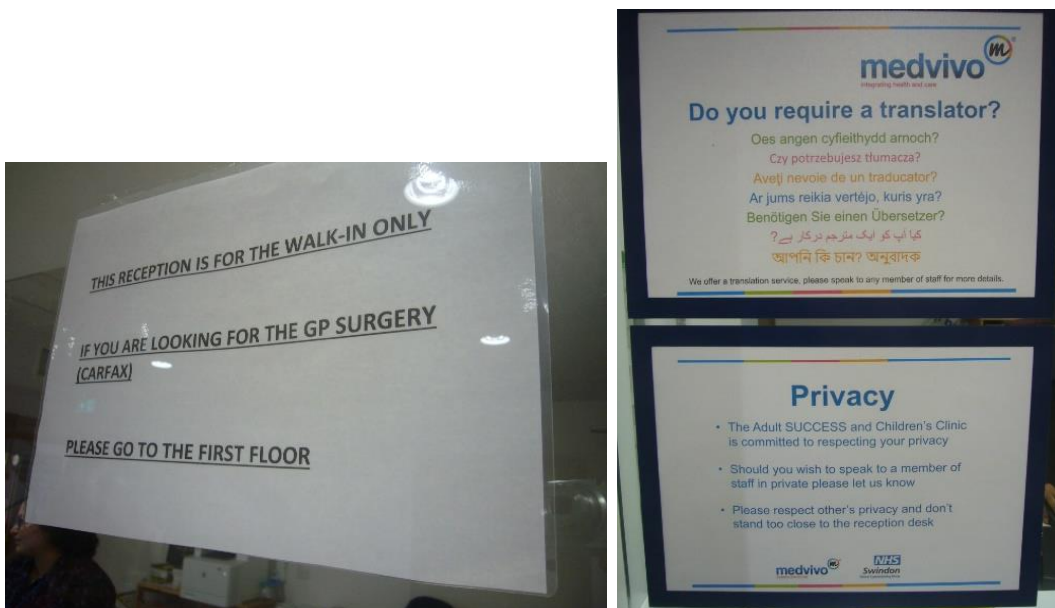 THIS RECEPTION IS FOR THE WALK-IN ONLY
IF YOU ARE LOOKING FOR THE GP SURGERY
(CARFAX)
PLEASE GO TO THE FIRST FLOOR
medvivo
integrating health and care
Do you require a translator?
Oes angen cyfieithydd arnoch?
Czy potrzebujesz tłumacza?
Aveţi nevoie de un traducator?
Ar jums reikia vertėjo, kuris yra?
Benötigen Sie einen Übersetzer?
کیا آپ کو ایک مترجم درکار ہے?
আপনি কি চান? অনুবাদক
We offer a translation service, please speak to any member of staff for more details.
Privacy
• The Adult SUCCESS and Children's Clinic
is committed to respecting your privacy
• Should you wish to speak to a member of
staff in private please let us know
• Please respect other's privacy and don't
stand too close to the reception desk
medvivo
NHS
Swindon